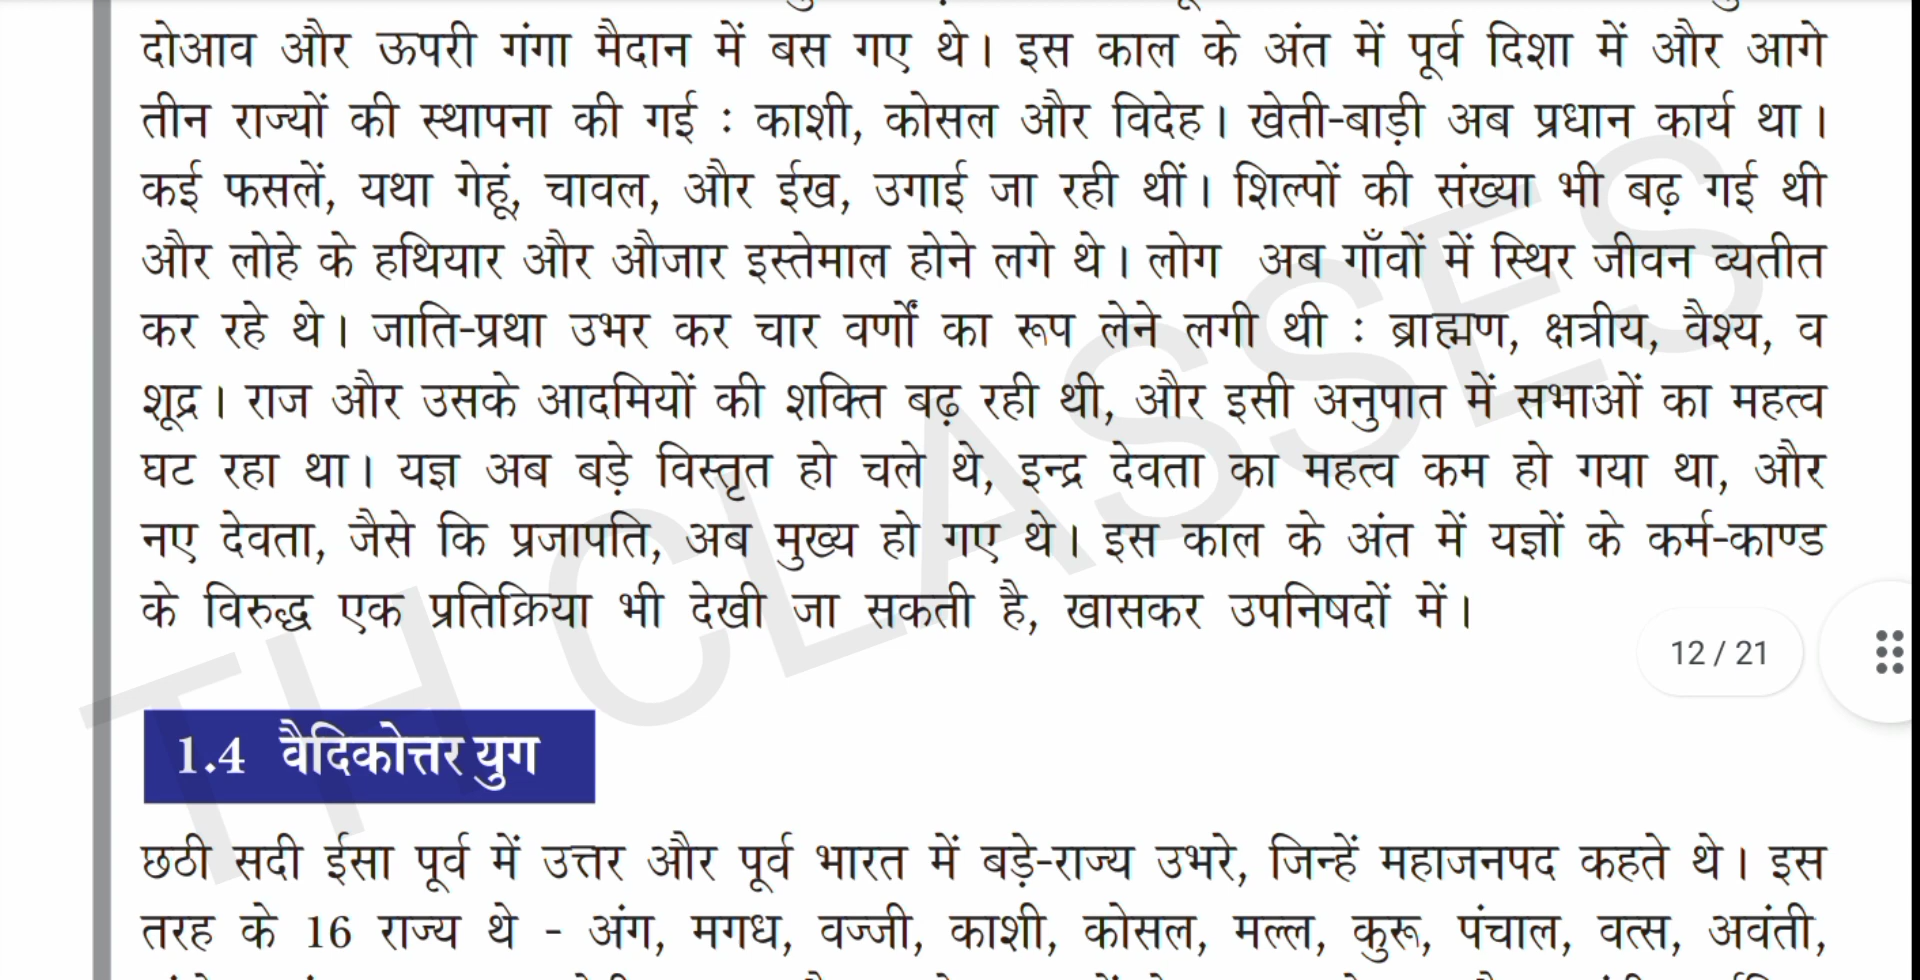 दोआव और ऊपरी गंगा मैदान में बस गए थे। इस काल के अंत में पूर्व दिशा में और आगे
तीन राज्यों की स्थापना की गई : काशी, कोसल और विदेह। खेती-बाड़ी अब प्रधान कार्य था।
कई फसलें, यथा गेहूं, चावल, और ईख, उगाई जा रही थीं। शिल्पों की संख्या भी बढ़ गई थी
और लोहे के हथियार और औजार इस्तेमाल होने लगे थे। लोग अब गाँवों में स्थिर जीवन व्यतीत
कर रहे थे। जाति-प्रथा उभर कर चार वर्णों का रूप लेने लगी थी : ब्राह्मण, क्षत्रीय, वैश्य, व
शूद्र। राज और उसके आदमियों की शक्ति बढ़ रही थी, और इसी अनुपात में सभाओं का महत्व
घट रहा था। यज्ञ अब बड़े विस्तृत हो चले थे, इन्द्र देवता का महत्व कम हो गया था, और
नए देवता, जैसे कि प्रजापति, अब मुख्य हो गए थे। इस काल के अंत में यज्ञों के कर्म-काण्ड
के विरुद्ध एक प्रतिक्रिया भी देखी जा सकती है, खासकर उपनिषदों में।
12 / 21
TH CLASSES
1.4 वैदिकोत्तर युग
छठी सदी ईसा पूर्व में उत्तर और पूर्व भारत में बड़े-राज्य उभरे, जिन्हें महाजनपद कहते थे। इस
तरह के 16 राज्य थे - अंग, मगध, वज्जी, काशी, कोसल, मल्ल, कुरू, पंचाल, वत्स, अवंती,